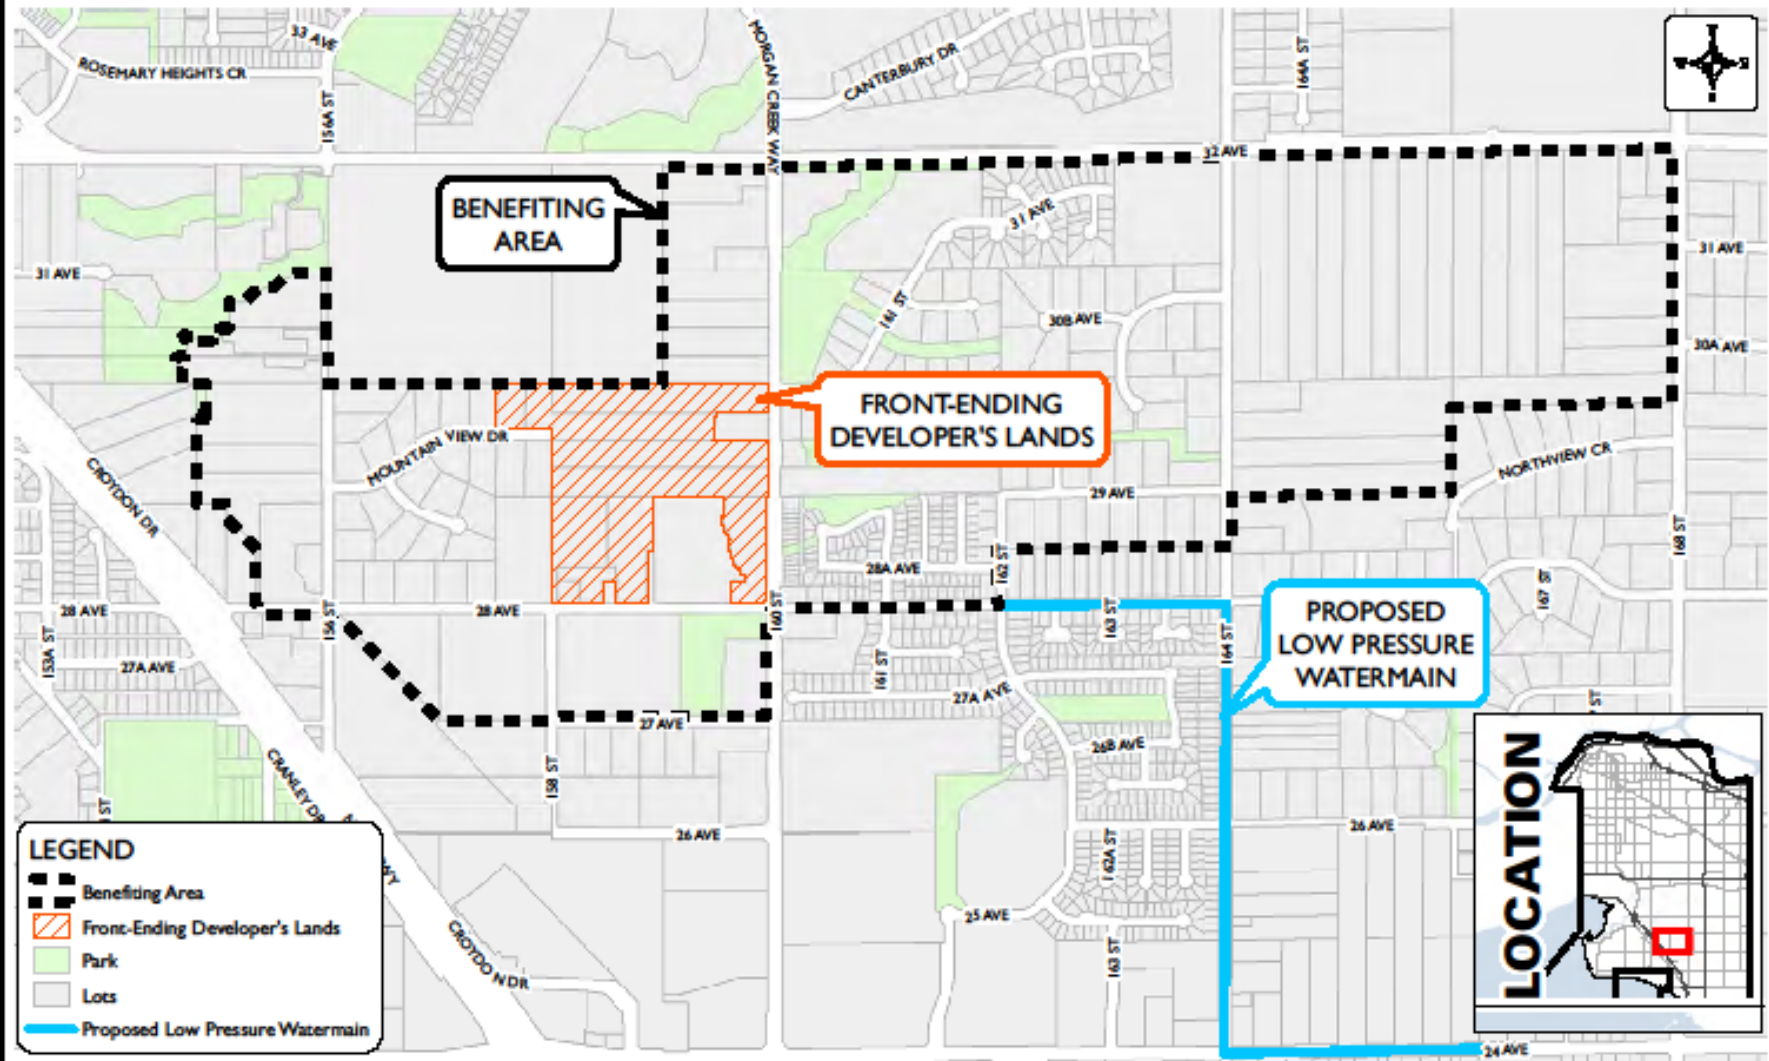 33 AVE
ROSEMARY HEIGHTS CR
156A ST
MORGAN CREEK WAY
CANTERBURY DR
164A ST
32 AVE
BENEFITING
AREA
31 AVE
31 AVE
31 AVE
161 ST
30B AVE
30A AVE
FRONT-ENDING
DEVELOPER'S LANDS
MOUNTAIN VIEW DR
CROYDON DR
NORTHVIEW CR
29 AVE
168 ST
162 ST
28A AVE
167 ST
28 AVE
156 ST
28 AVE
160 ST
163 ST
164 ST
PROPOSED
LOW PRESSURE
WATERMAIN
153A ST
27A AVE
161 ST
27A AVE
27 AVE
26B AVE
ST
158 ST
CRANLEY DR
ST
26 AVE
26 AVE
162A ST
HWY
25 AVE
163 ST
CROYDON DR
24 AVE
LEGEND
Benefiting Area
Front-Ending Developer's Lands
Park
Lots
Proposed Low Pressure Watermain
LOCATION